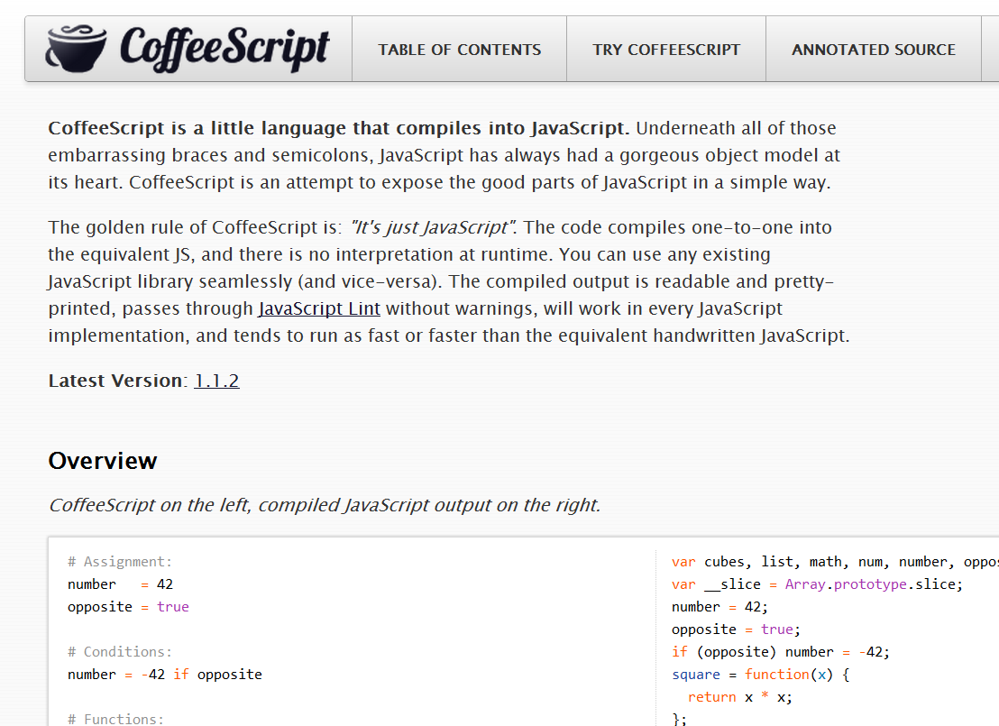 CoffeeScript
TABLE OF CONTENTS
TRY COFFEESCRIPT
ANNOTATED SOURCE
CoffeeScript is a little language that compiles into JavaScript. Underneath all of those
embarrassing braces and semicolons, JavaScript has always had a gorgeous object model at
its heart. CoffeeScript is an attempt to expose the good parts of JavaScript in a simple way.
The golden rule of CoffeeScript is: "It's just JavaScript". The code compiles one-to-one into
the equivalent JS, and there is no interpretation at runtime. You can use any existing
JavaScript library seamlessly (and vice-versa). The compiled output is readable and pretty-
printed, passes through JavaScript Lint without warnings, will work in every JavaScript
implementation, and tends to run as fast or faster than the equivalent handwritten JavaScript.
Latest Version: 1.1.2
Overview
CoffeeScript on the left, compiled JavaScript output on the right.
# Assignment:
number   = 42
opposite = true
# Conditions:
number = -42 if opposite
# Functions:
var cubes, list, math, num, number,
var __slice = Array.prototype.slice;
number = 42;
opposite = true;
if (opposite) number = -42;
square = function(x) {
  return x * x;
};